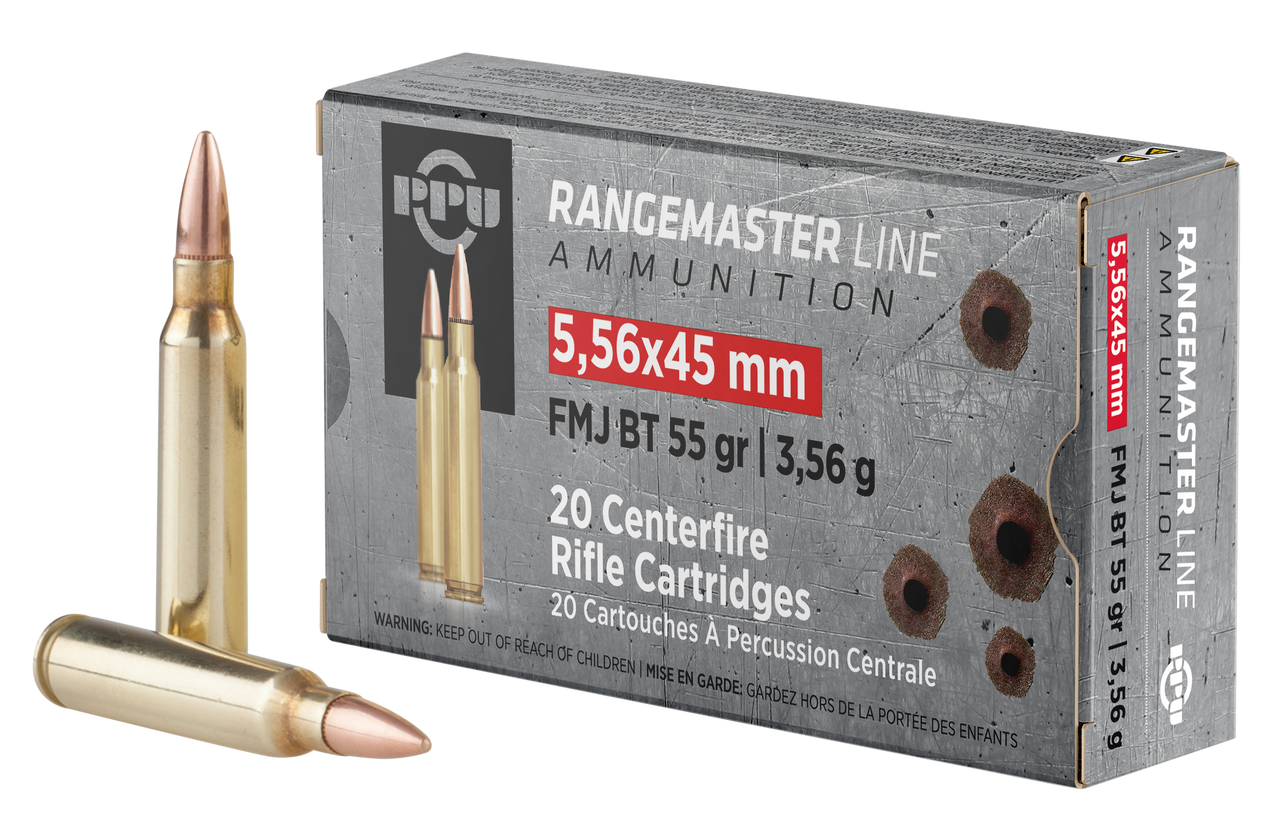 PPU
RANGEMASTER LINE
AMMUNITION
5,56x45 mm
FMJ BT 55 gr | 3,56 g
20 Centerfire
Rifle Cartridges
20 Cartouches À Percussion Centrale
WARNING: KEEP OUT OF REACH OF CHILDREN | MISE EN GARDE: GARDEZ HORS DE LA PORTÉE DES ENFANTS
RANGEMASTER LINE
AMMUNITION
5,56x45 mm FMJ BT 55 gr | 3,56 g
PPU